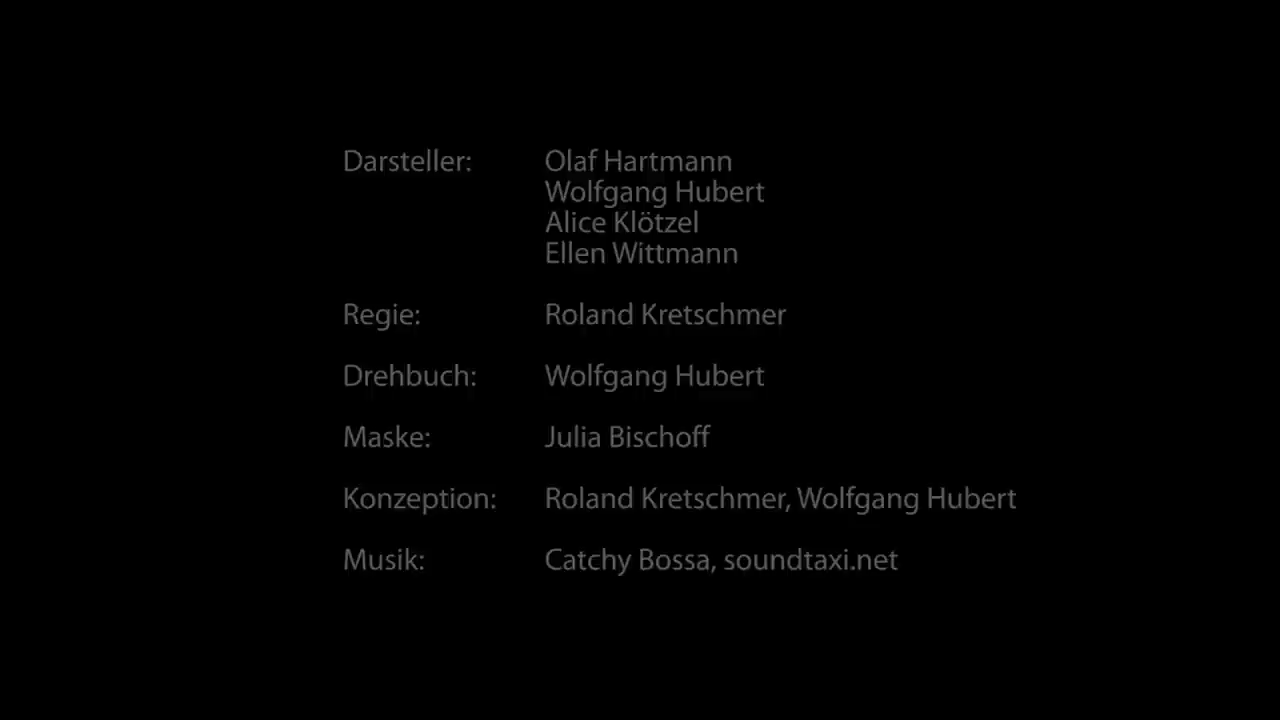 Darsteller: Olaf Hartmann
Wolfgang Hubert
Alice Klötzel
Ellen Wittmann
Regie: Roland Kretschmer
Drehbuch: Wolfgang Hubert
Maske: Julia Bischoff
Konzeption: Roland Kretschmer, Wolfgang Hubert
Musik: Catchy Bossa, soundtaxi.net